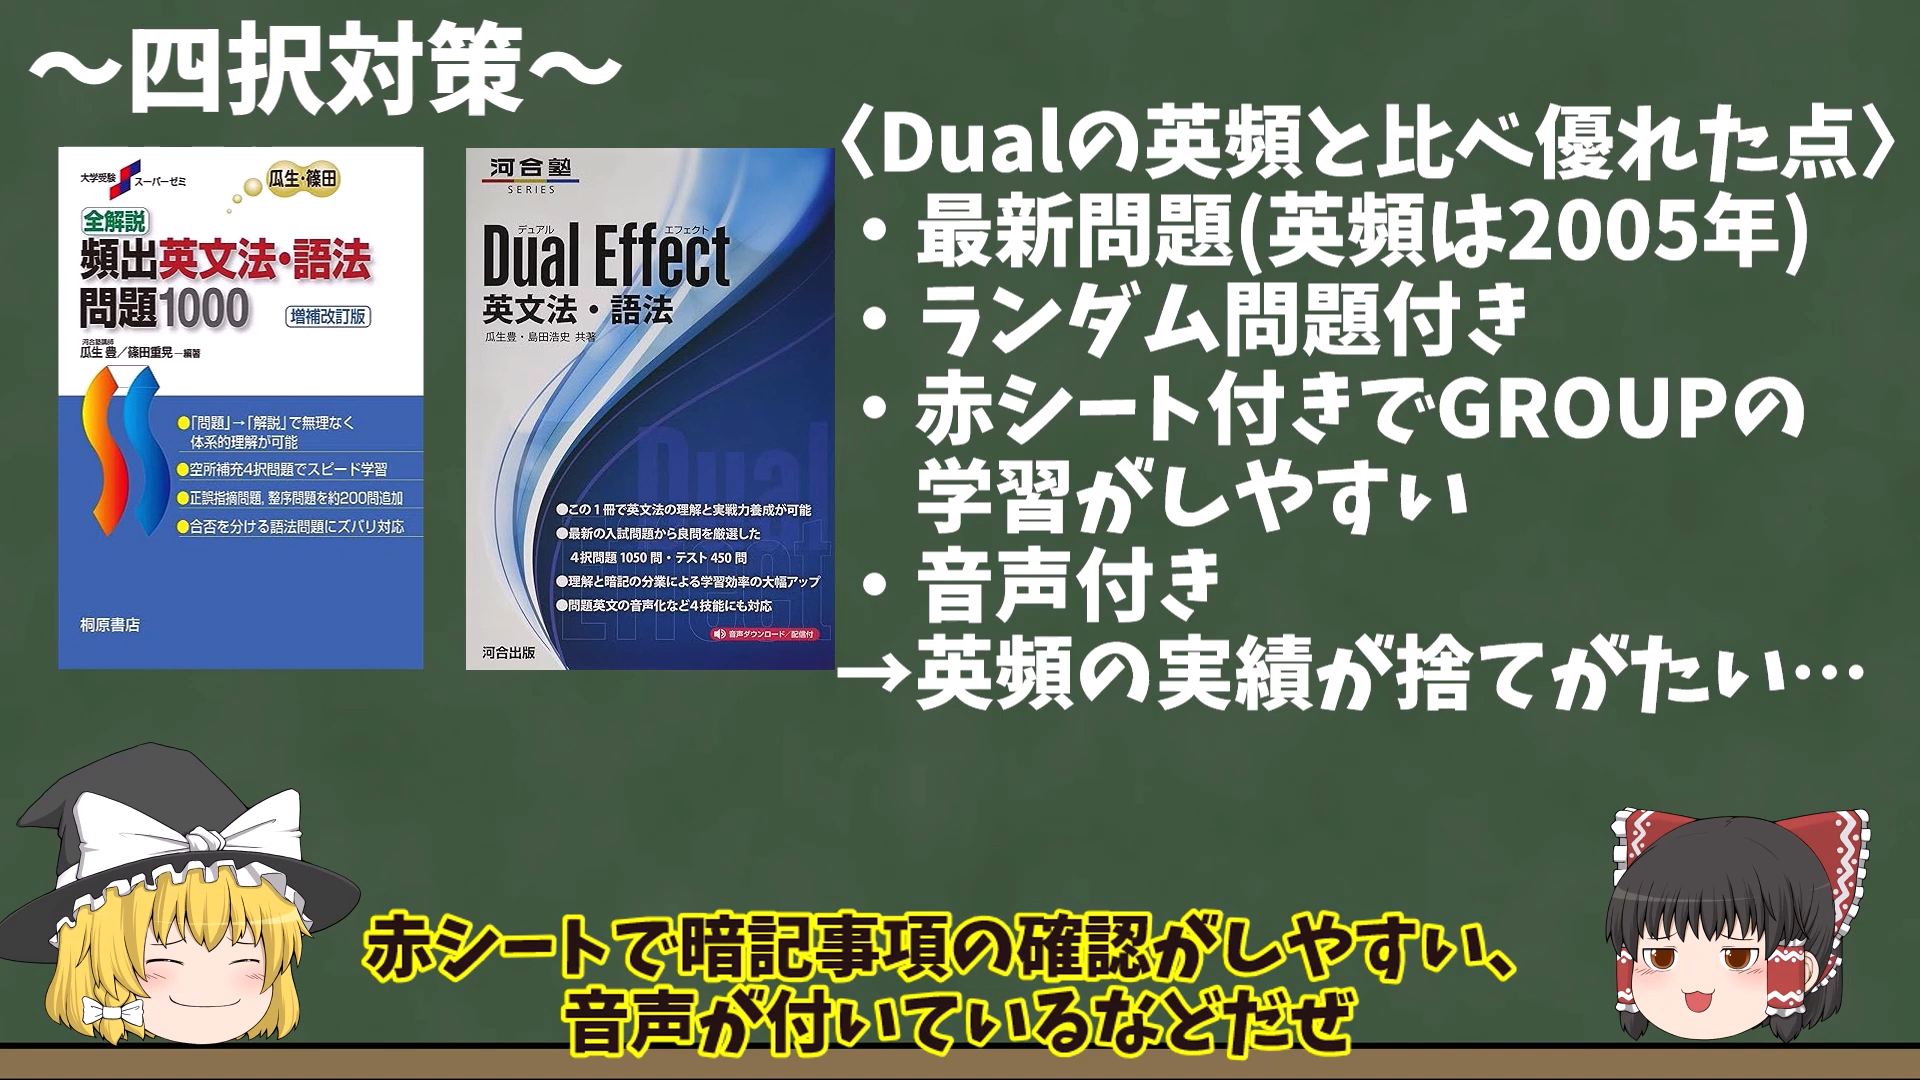 ～四択対策～
大学受験
スーパーゼミ
瓜生・篠田
全解説
頻出英文法・語法
問題1000
増補改訂版
河合塾講師
瓜生 豊／篠田重晃―編著
●「問題」→「解説」で無理なく
体系的理解が可能
●空所補充4択問題でスピード学習
●正誤指摘問題，整序問題を約200問追加
●合否を分ける語法問題にズバリ対応
桐原書店
河合塾
SERIES
デュアル エフェクト
Dual Effect
英文法・語法
瓜生豊・島田浩史 共著
●この1冊で英文法の理解と実戦力養成が可能
●最新の入試問題から良問を厳選した
4択問題 1050 問・テスト 450 問
●理解と暗記の分業による学習効率の大幅アップ
●問題英文の音声化など4技能にも対応
音声ダウンロード／配信付
河合出版
〈Dualの英頻と比べ優れた点〉
・最新問題(英頻は2005年)
・ランダム問題付き
・赤シート付きでGROUPの
学習がしやすい
・音声付き
→英頻の実績が捨てがたい…
赤シートで暗記事項の確認がしやすい、
音声が付いているなどだぜ